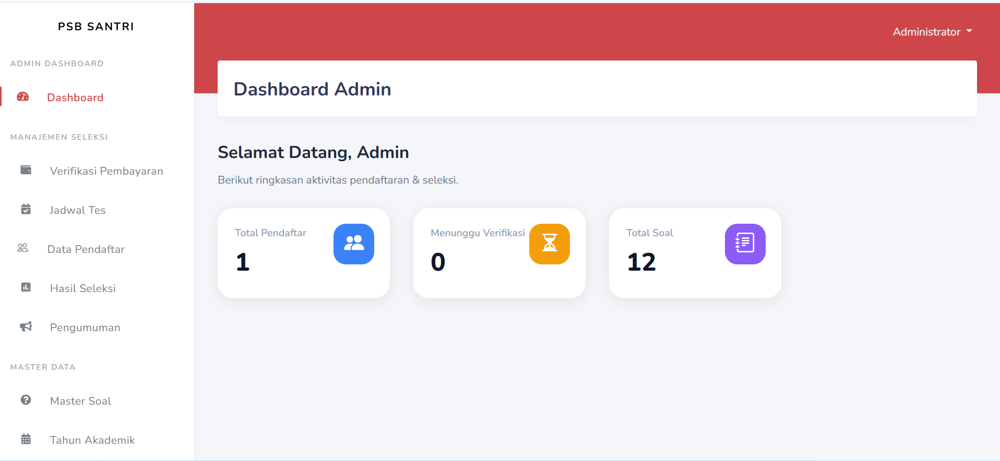 PSB SANTRI
ADMIN DASHBOARD
Dashboard
MANAJEMEN SELEKSI
Verifikasi Pembayaran
Jadwal Tes
Data Pendaftar
Hasil Seleksi
Pengumuman
MASTER DATA
Master Soal
Tahun Akademik
Administrator
Dashboard Admin
Selamat Datang, Admin
Berikut ringkasan aktivitas pendaftaran & seleksi.
Total Pendaftar
1
Menunggu Verifikasi
0
Total Soal
12